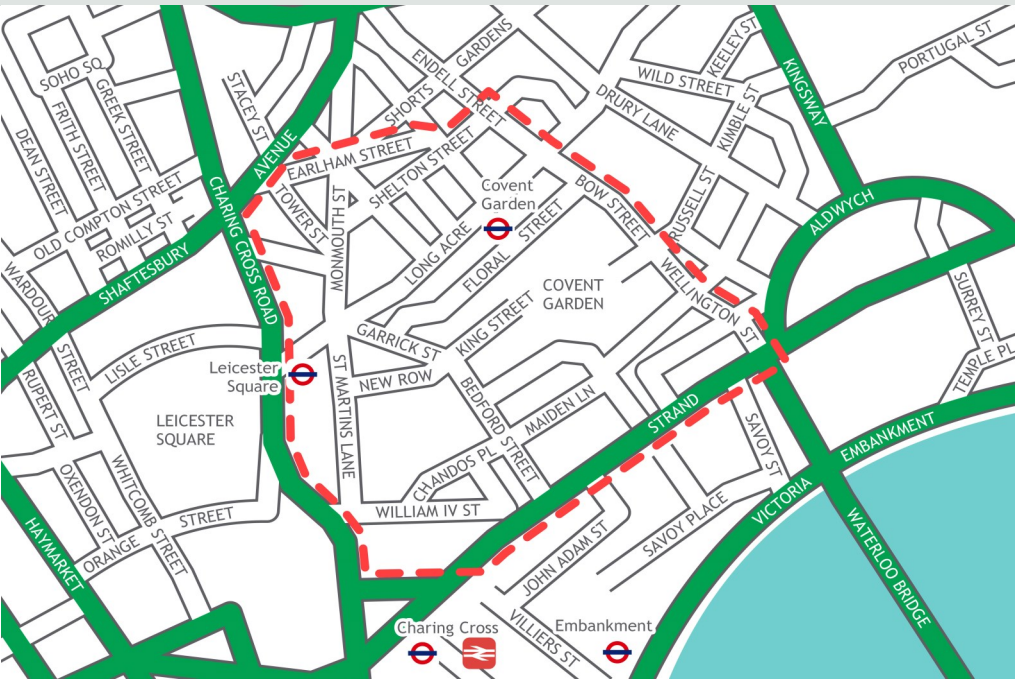 SOHO SQ
GREEK STREET
FRITH STREET
DEAN STREET
OLD COMPTON STREET
ROMILLY ST
WARDOUR STREET
SHAFTESBURY
AVENUE
STACEY ST
CHARING CROSS ROAD
EARLHAM STREET
TOWER ST
MONMOUTH ST
SHORTS
GARDENS
ENDELL STREET
SHELTON STREET
Covent
Garden
LONG ACRE
FLORAL STREET
BOW STREET
DRURY LANE
WILD STREET
KEELEY ST
KIMBLE ST
RUSSELL ST
KINGSWAY
PORTUGAL ST
ALDWYCH
WELLINGTON ST
COVENT
GARDEN
KING STREET
GARRICK ST
NEW ROW
ST MARTINS LANE
BEDFORD STREET
MAIDEN LN
CHANDOS PL
WILLIAM IV ST
STRAND
SAVOY ST
SURREY ST
TEMPLE PL
LISLE STREET
Leicester
Square
LEICESTER
SQUARE
RUPERT ST
OXENDON ST
WHITCOMB STREET
ORANGE STREET
HAYMARKET
JOHN ADAM ST
SAVOY PLACE
VICTORIA
EMBANKMENT
WATERLOO BRIDGE
VILLIERS ST
Charing Cross
Embankment